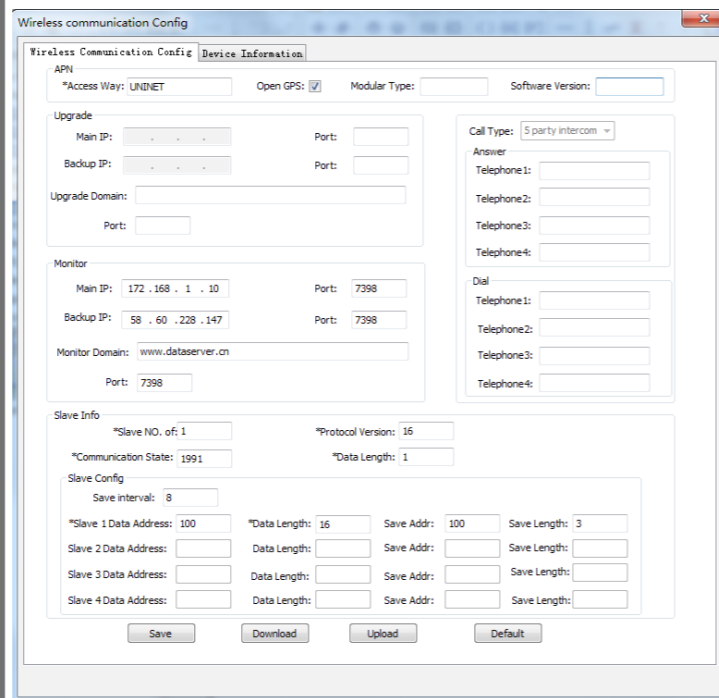 Wireless communication Config
Wireless Communication Config Device Information
APN
*Access Way: UNINET Open GPS: Modular Type: Software Version:
Upgrade
Main IP: . . . Port:
Backup IP: . . . Port:
Upgrade Domain:
Port:
Call Type: 5 party intercom
Answer
Telephone1:
Telephone2:
Telephone3:
Telephone4:
Monitor
Main IP: 172 . 168 . 1 . 10 Port: 7398
Backup IP: 58 . 60 . 228 . 147 Port: 7398
Monitor Domain: www.dataserver.cn
Port: 7398
Dial
Telephone1:
Telephone2:
Telephone3:
Telephone4:
Slave Info
*Slave NO. of: 1 *Protocol Version: 16
*Communication State: 1991 *Data Length: 1
Slave Config
Save interval: 8
*Slave 1 Data Address: 100 *Data Length: 16 Save Addr: 100 Save Length: 3
Slave 2 Data Address: Data Length: Save Addr: Save Length:
Slave 3 Data Address: Data Length: Save Addr: Save Length:
Slave 4 Data Address: Data Length: Save Addr: Save Length:
Save Download Upload Default